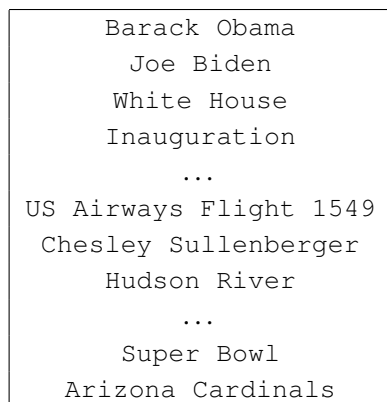 Barack Obama
Joe Biden
White House
Inauguration
...
US Airways Flight 1549
Chesley Sullenberger
Hudson River
...
Super Bowl
Arizona Cardinals